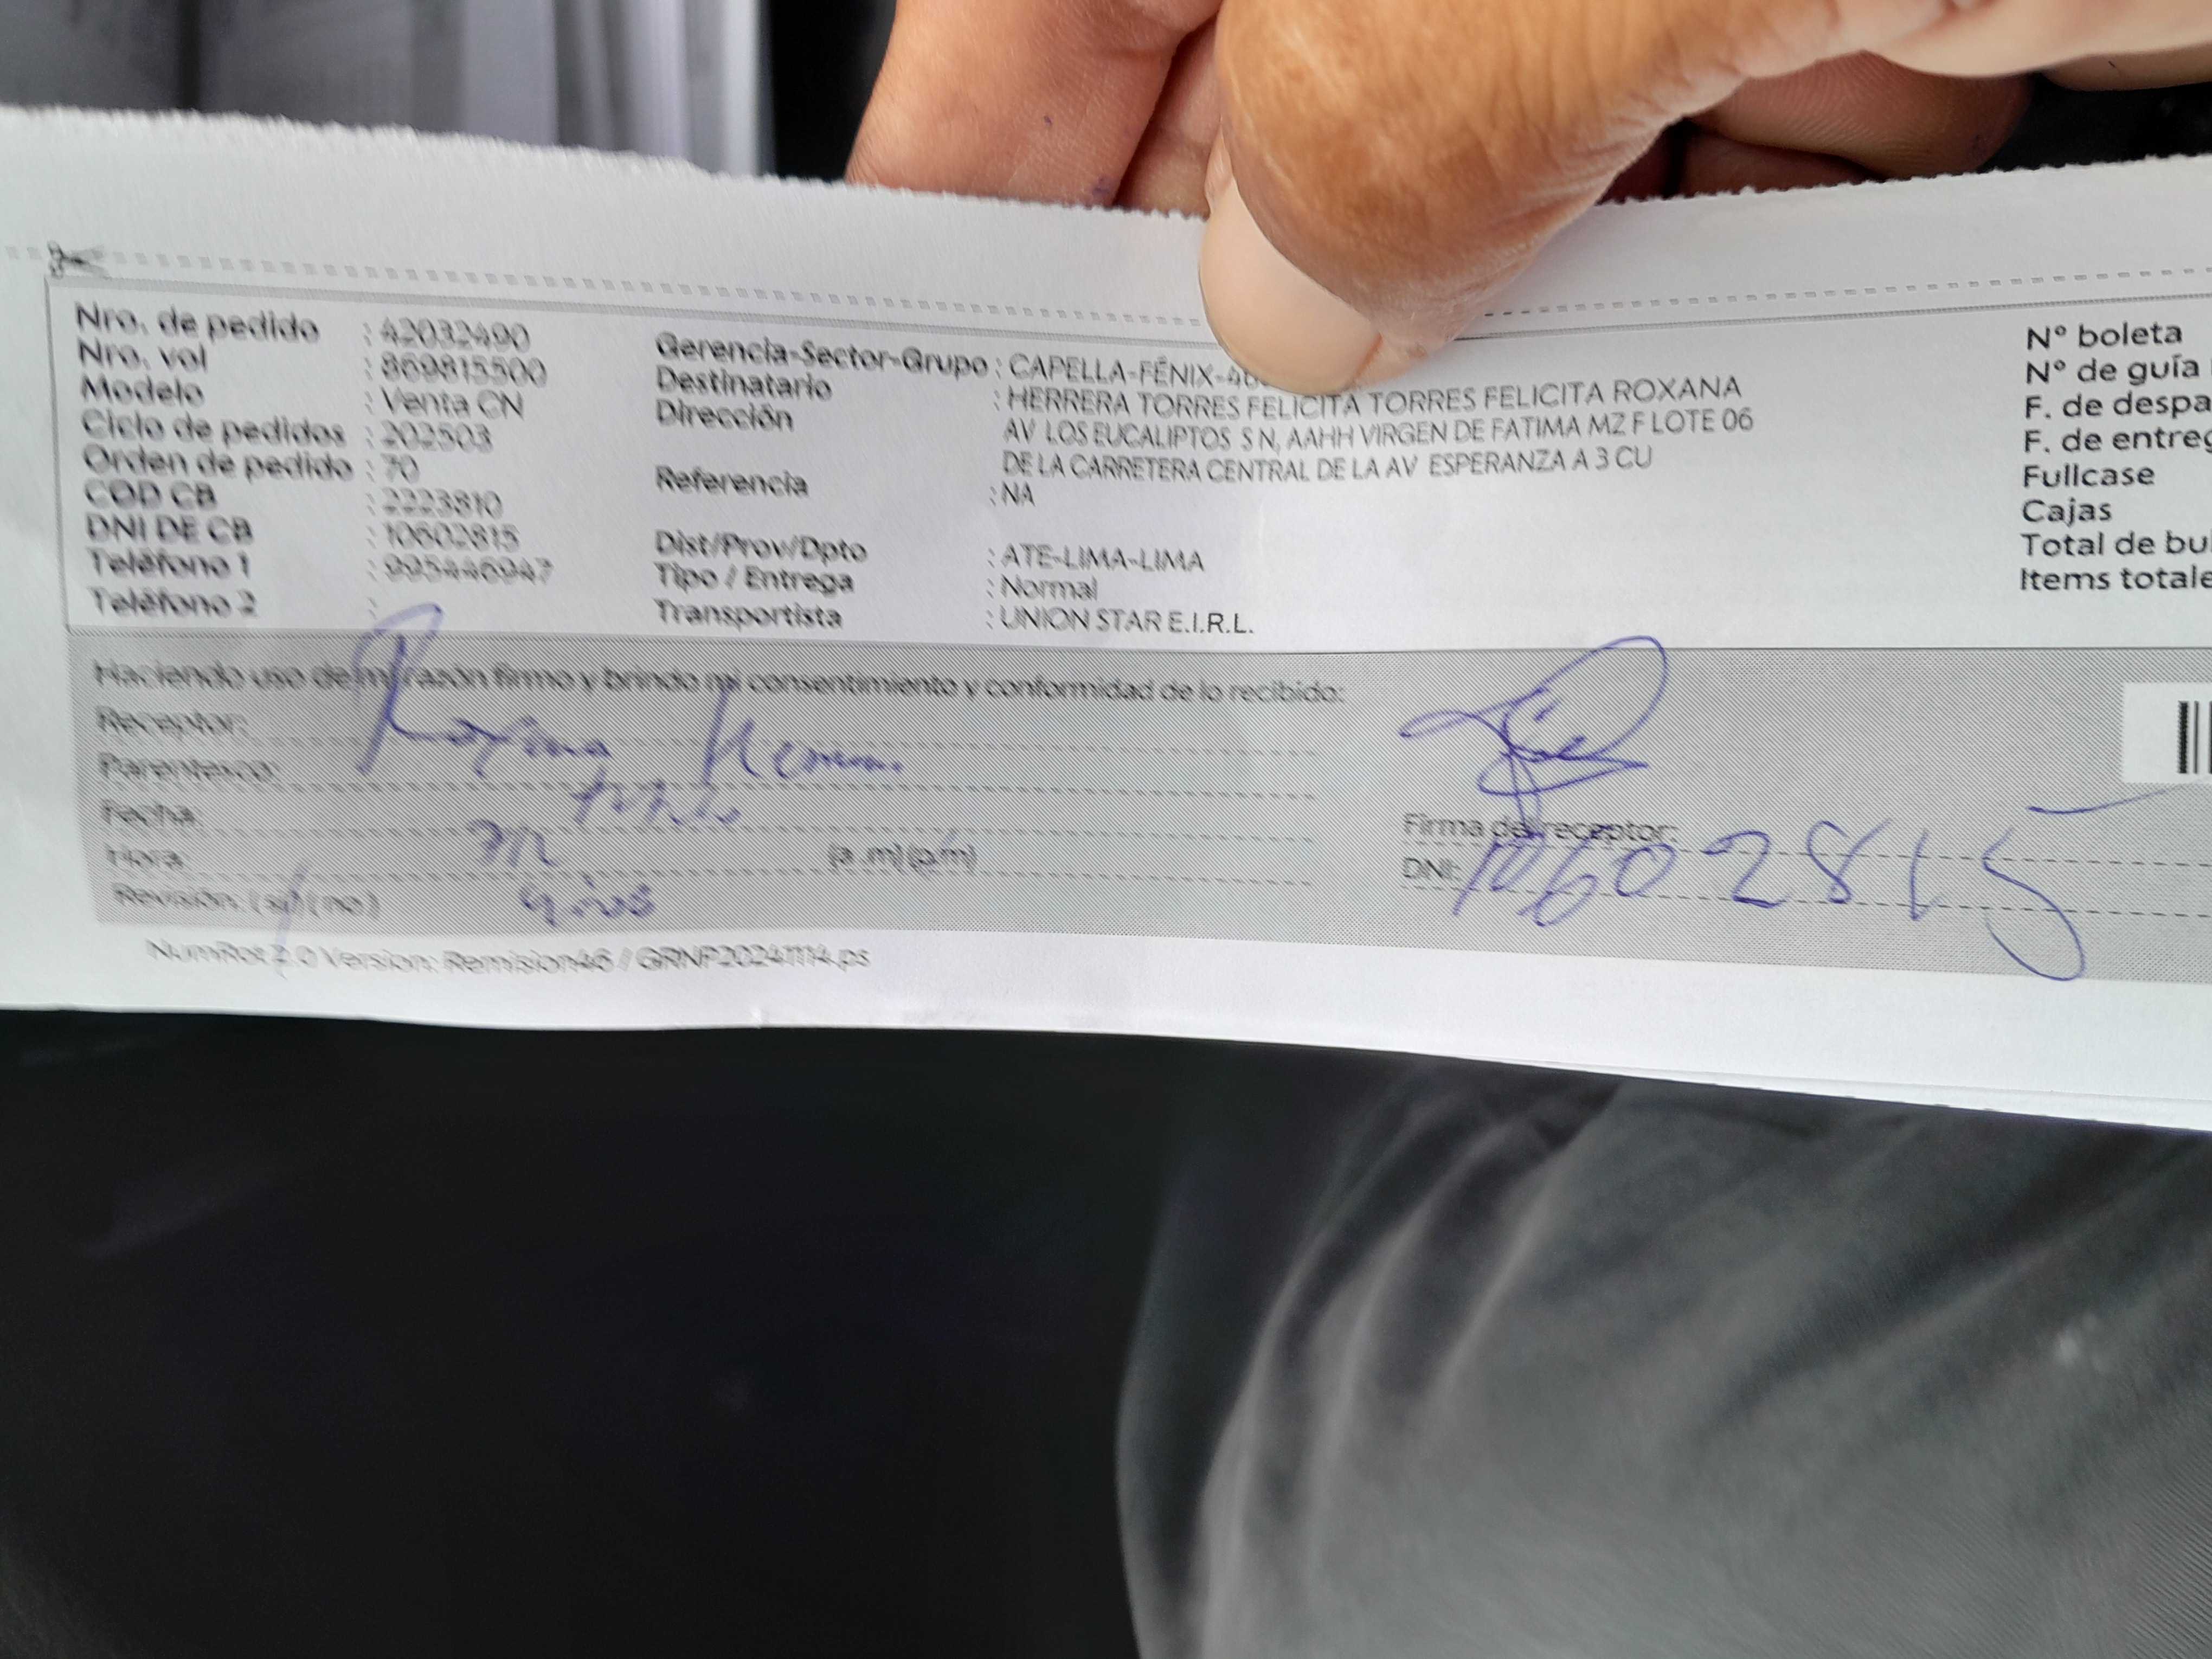 Nro. de pedido : 42032490
Nro. vol : 869815500
Modelo : Venta CN
Ciclo de pedidos : 202503
Orden de pedido : 70
COD CB : 2223810
DNI DE CB : 10602815
Teléfono 1 : 995446947
Teléfono 2 :
Gerencia-Sector-Grupo : CAPELLA-FÉNIX-46
Destinatario : HERRERA TORRES FELICITA TORRES FELICITA ROXANA
Dirección AV LOS EUCALIPTOS S N, AAHH VIRGEN DE FATIMA MZ F LOTE 06
DE LA CARRETERA CENTRAL DE LA AV ESPERANZA A 3 CU
Referencia : NA
Dist/Prov/Dpto : ATE-LIMA-LIMA
Tipo / Entrega : Normal
Transportista : UNION STAR E.I.R.L.
N° boleta
N° de guía
F. de despa
F. de entreg
Fullcase
Cajas
Total de bul
Items totale
Haciendo uso de mi razón firmo y brindo mi consentimiento y conformidad de lo recibido:
Receptor: Roxana
Parentesco:
Fecha:
Hora: (a .m) (p.m)
Revisión: (si) (no)
Firma del receptor:
DNI: 10602815
NumRot 2.0 Version: Remision46 / GRNP20241114.ps